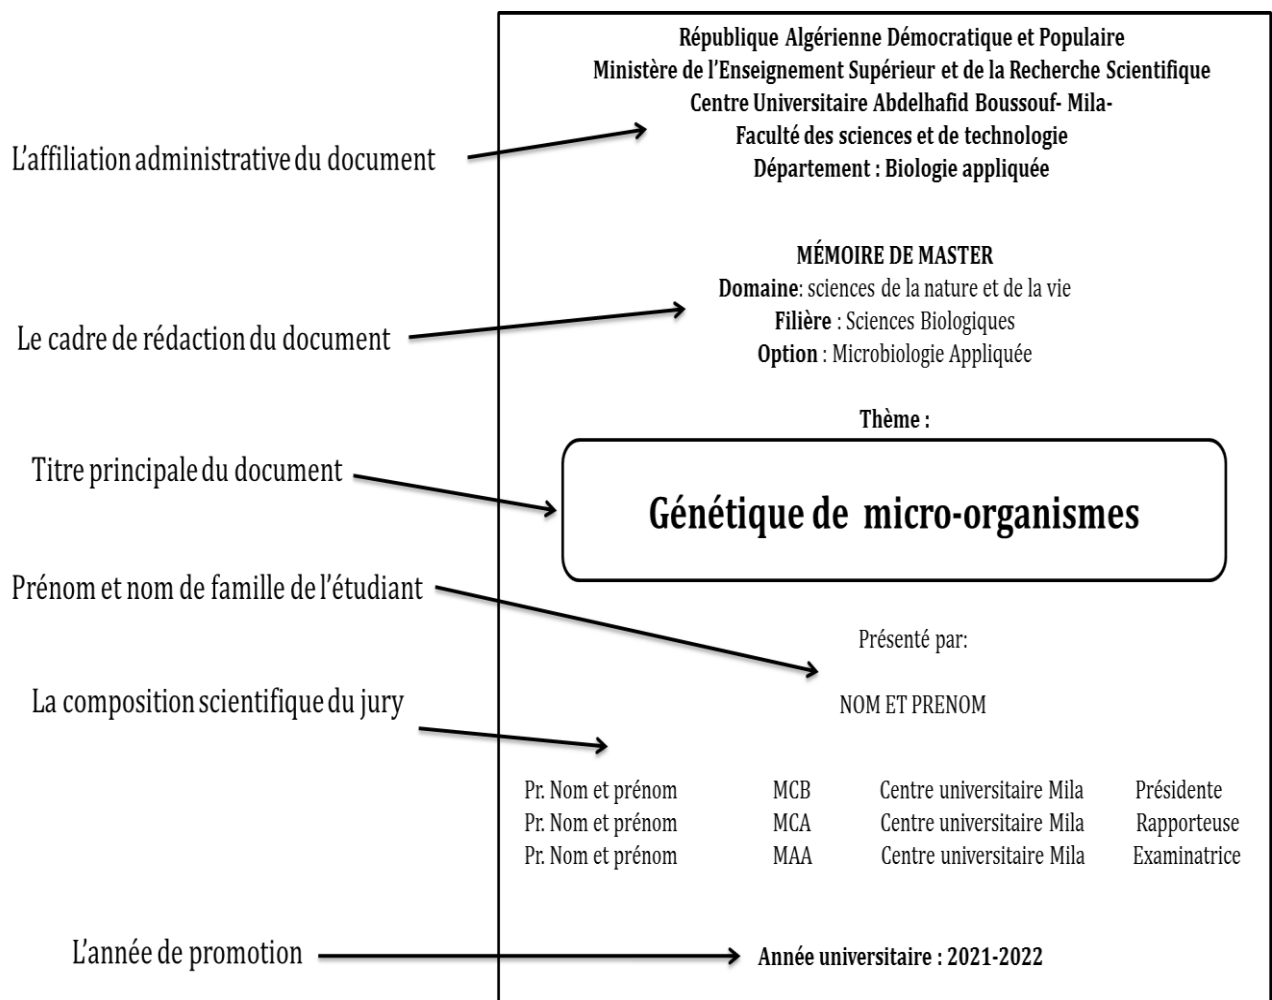 République Algérienne Démocratique et Populaire
Ministère de l'Enseignement Supérieur et de la Recherche Scientifique
Centre Universitaire Abdelhafid Boussouf- Mila-
Faculté des sciences et de technologie
Département : Biologie appliquée
L'affiliation administrative du document
MÉMOIRE DE MASTER
Domaine: sciences de la nature et de la vie
Filière : Sciences Biologiques
Option : Microbiologie Appliquée
Le cadre de rédaction du document
Thème :
Titre principale du document
Génétique de micro-organismes
Prénom et nom de famille de l'étudiant
Présenté par:
NOM ET PRENOM
La composition scientifique du jury
Pr. Nom et prénom MCB Centre universitaire Mila Présidente
Pr. Nom et prénom MCA Centre universitaire Mila Rapporteuse
Pr. Nom et prénom MAA Centre universitaire Mila Examinatrice
L'année de promotion
Année universitaire : 2021-2022